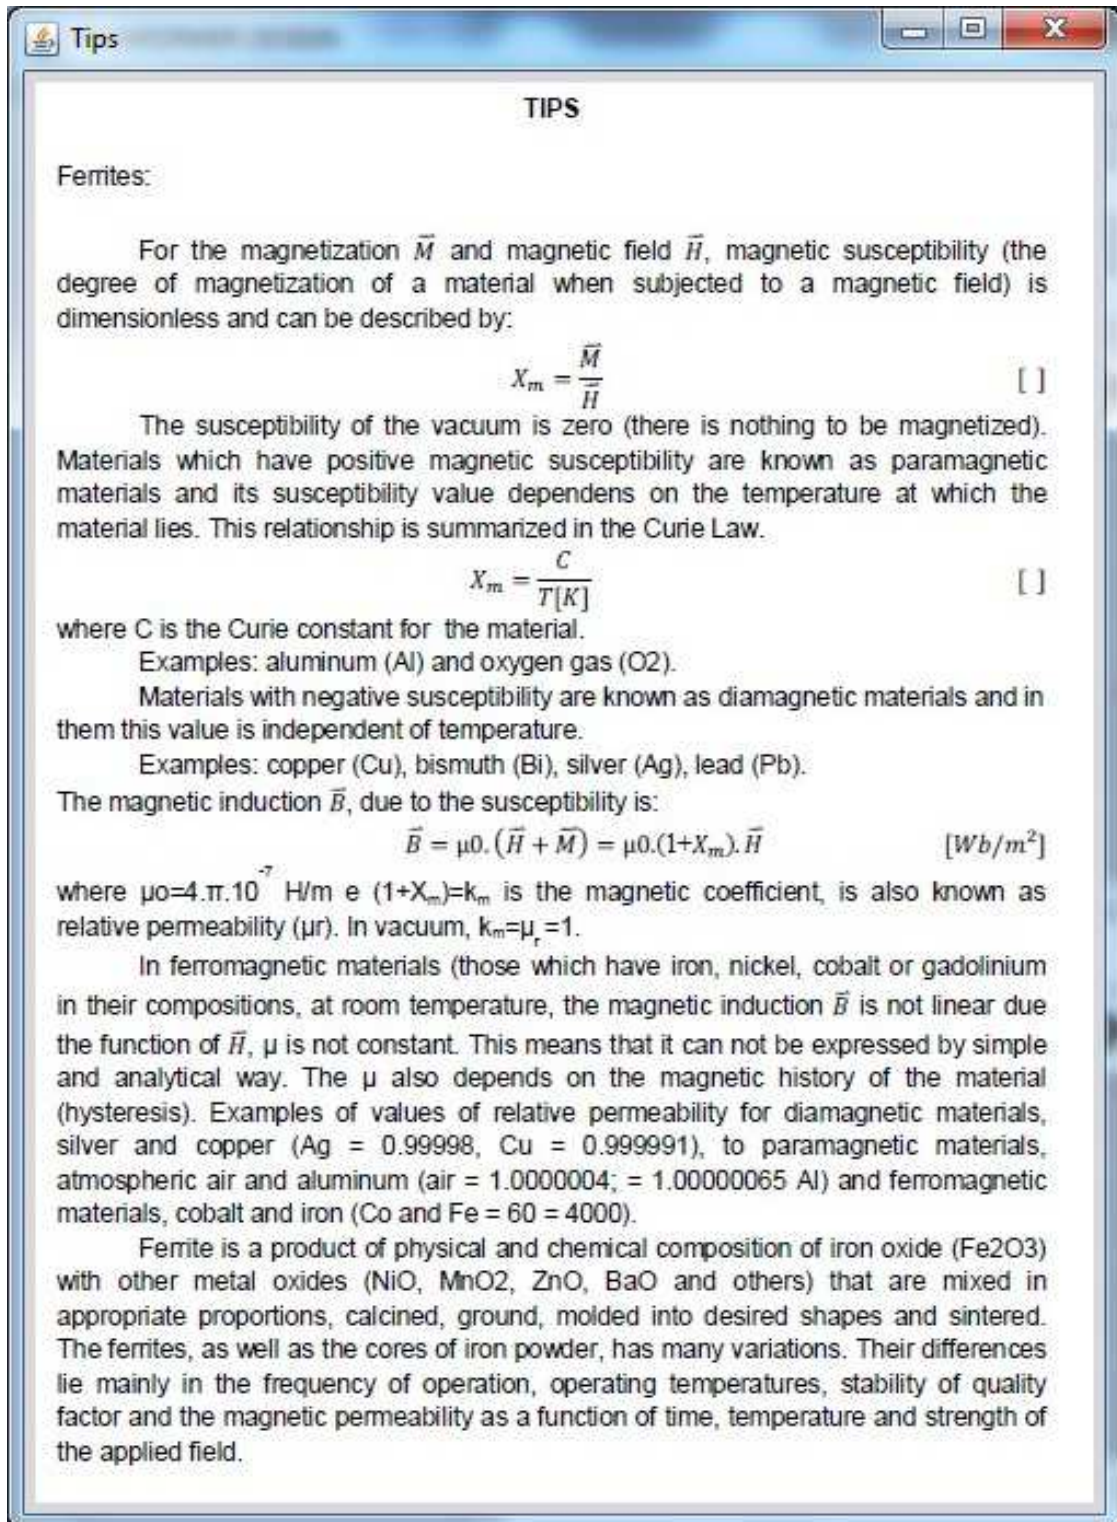 Tips
TIPS
Ferrites:
For the magnetization M⃗ and magnetic field H⃗, magnetic susceptibility (the
degree of magnetization of a material when subjected to a magnetic field) is
dimensionless and can be described by:
Xₘ = M⃗/H⃗ [ ]
The susceptibility of the vacuum is zero (there is nothing to be magnetized).
Materials which have positive magnetic susceptibility are known as paramagnetic
materials and its susceptibility value dependens on the temperature at which the
material lies. This relationship is summarized in the Curie Law.
Xₘ = C/T[K] [ ]
where C is the Curie constant for the material.
Examples: aluminum (Al) and oxygen gas (O2).
Materials with negative susceptibility are known as diamagnetic materials and in
them this value is independent of temperature.
Examples: copper (Cu), bismuth (Bi), silver (Ag), lead (Pb).
The magnetic induction B⃗, due to the susceptibility is:
B⃗ = µ0. (H⃗ + M⃗) = µ0.(1+Xₘ). H⃗ [Wb/m²]
where µo=4.π.10⁻⁷ H/m e (1+Xₘ)=kₘ is the magnetic coefficient, is also known as
relative permeability (µr). In vacuum, kₘ=µᵣ=1.
In ferromagnetic materials (those which have iron, nickel, cobalt or gadolinium
in their compositions, at room temperature, the magnetic induction B⃗ is not linear due
the function of H⃗, µ is not constant. This means that it can not be expressed by simple
and analytical way. The µ also depends on the magnetic history of the material
(hysteresis). Examples of values of relative permeability for diamagnetic materials,
silver and copper (Ag = 0.99998, Cu = 0.999991), to paramagnetic materials,
atmospheric air and aluminum (air = 1.0000004; = 1.00000065 Al) and ferromagnetic
materials, cobalt and iron (Co and Fe = 60 = 4000).
Ferrite is a product of physical and chemical composition of iron oxide (Fe2O3)
with other metal oxides (NiO, MnO2, ZnO, BaO and others) that are mixed in
appropriate proportions, calcined, ground, molded into desired shapes and sintered.
The ferrites, as well as the cores of iron powder, has many variations. Their differences
lie mainly in the frequency of operation, operating temperatures, stability of quality
factor and the magnetic permeability as a function of time, temperature and strength of
the applied field.